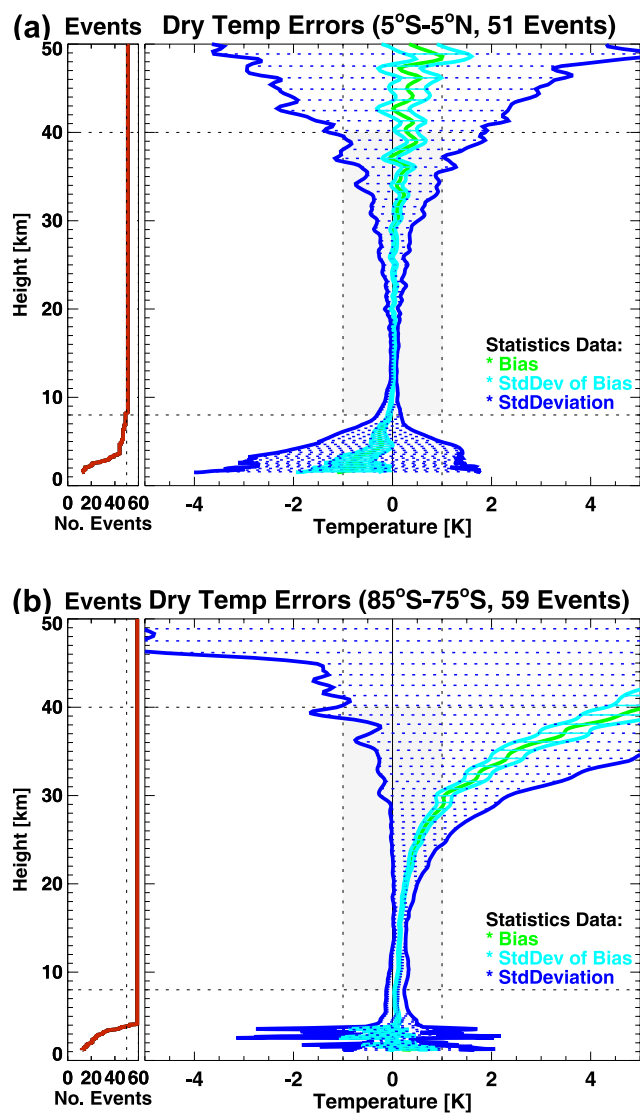 (a) Events Dry Temp Errors (5°S-5°N, 51 Events)
50
40
30
20
10
0
Height [km]
Statistics Data:
* Bias
* StdDev of Bias
* StdDeviation
0 20 40 60 -4 -2 0 2 4
No. Events Temperature [K]
(b) Events Dry Temp Errors (85°S-75°S, 59 Events)
50
40
30
20
10
0
Height [km]
Statistics Data:
* Bias
* StdDev of Bias
* StdDeviation
0 20 40 60 -4 -2 0 2 4
No. Events Temperature [K]